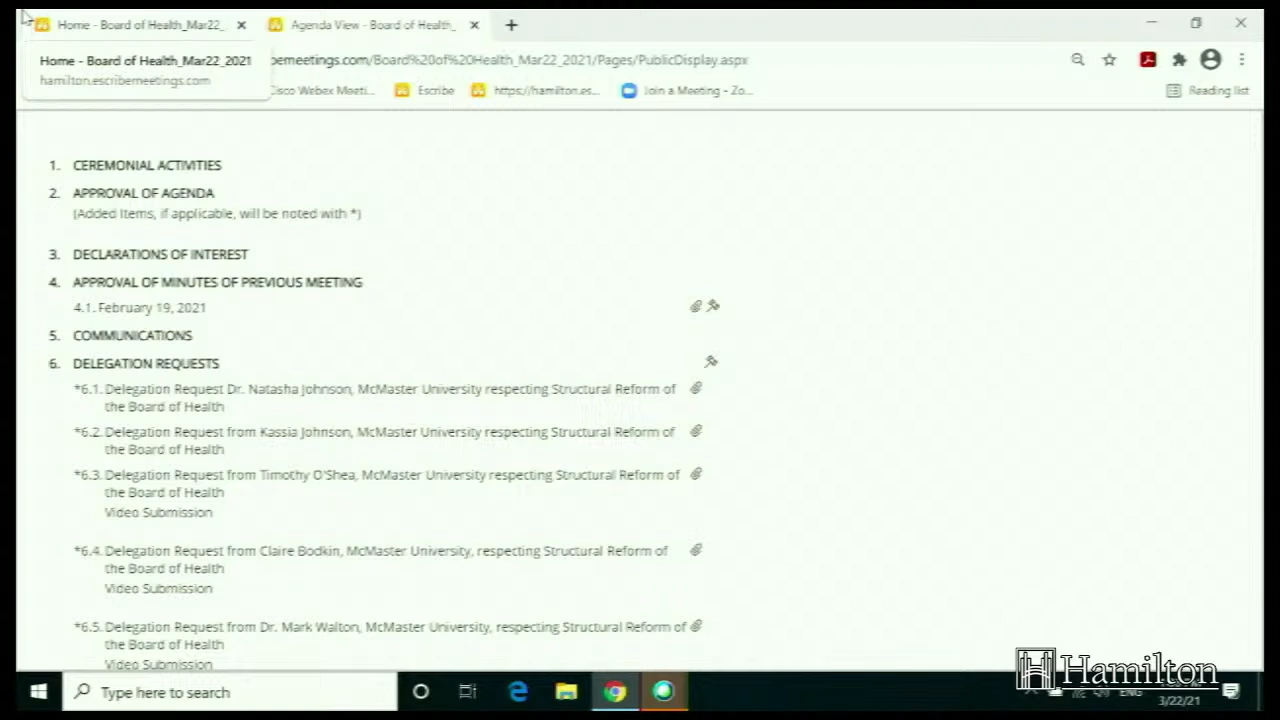 Home - Board of Health_Mar22_
Agenda View - Board of Health_
Home - Board of Health_Mar22_2021
hamilton.escribemeetings.com
bemeetings.com/Board%20of%20Health_Mar22_2021/Pages/PublicDisplay.aspx
Cisco Webex Meeti...
Escribe
https://hamilton.es...
Join a Meeting - Zo...
Reading list
1. CEREMONIAL ACTIVITIES
2. APPROVAL OF AGENDA
(Added Items, if applicable, will be noted with *)
3. DECLARATIONS OF INTEREST
4. APPROVAL OF MINUTES OF PREVIOUS MEETING
4.1. February 19, 2021
5. COMMUNICATIONS
6. DELEGATION REQUESTS
*6.1. Delegation Request Dr. Natasha Johnson, McMaster University respecting Structural Reform of
the Board of Health
*6.2. Delegation Request from Kassia Johnson, McMaster University respecting Structural Reform of
the Board of Health
*6.3. Delegation Request from Timothy O'Shea, McMaster University respecting Structural Reform of
the Board of Health
Video Submission
*6.4. Delegation Request from Claire Bodkin, McMaster University, respecting Structural Reform of
the Board of Health
Video Submission
*6.5. Delegation Request from Dr. Mark Walton, McMaster University, respecting Structural Reform of
the Board of Health
Video Submission
Hamilton
Type here to search
ENG
3/22/21